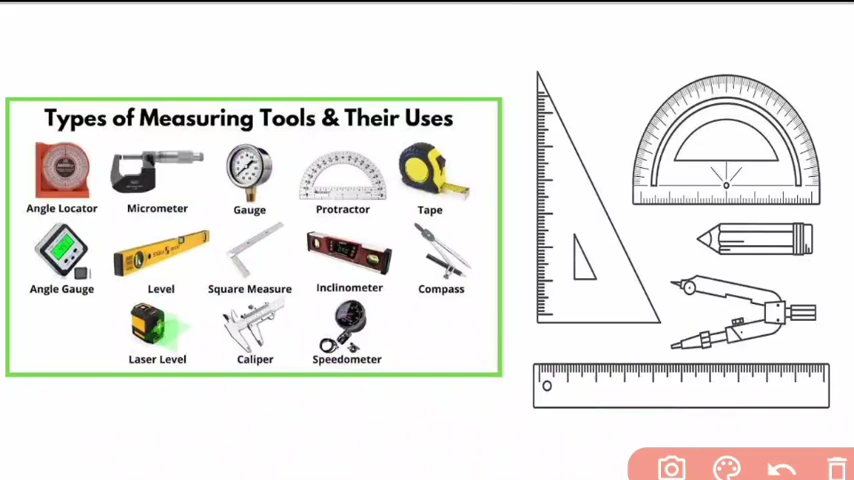 Types of Measuring Tools & Their Uses
Angle Locator
Micrometer
Gauge
Protractor
Tape
Angle Gauge
Level
Square Measure
Inclinometer
Compass
Laser Level
Caliper
Speedometer